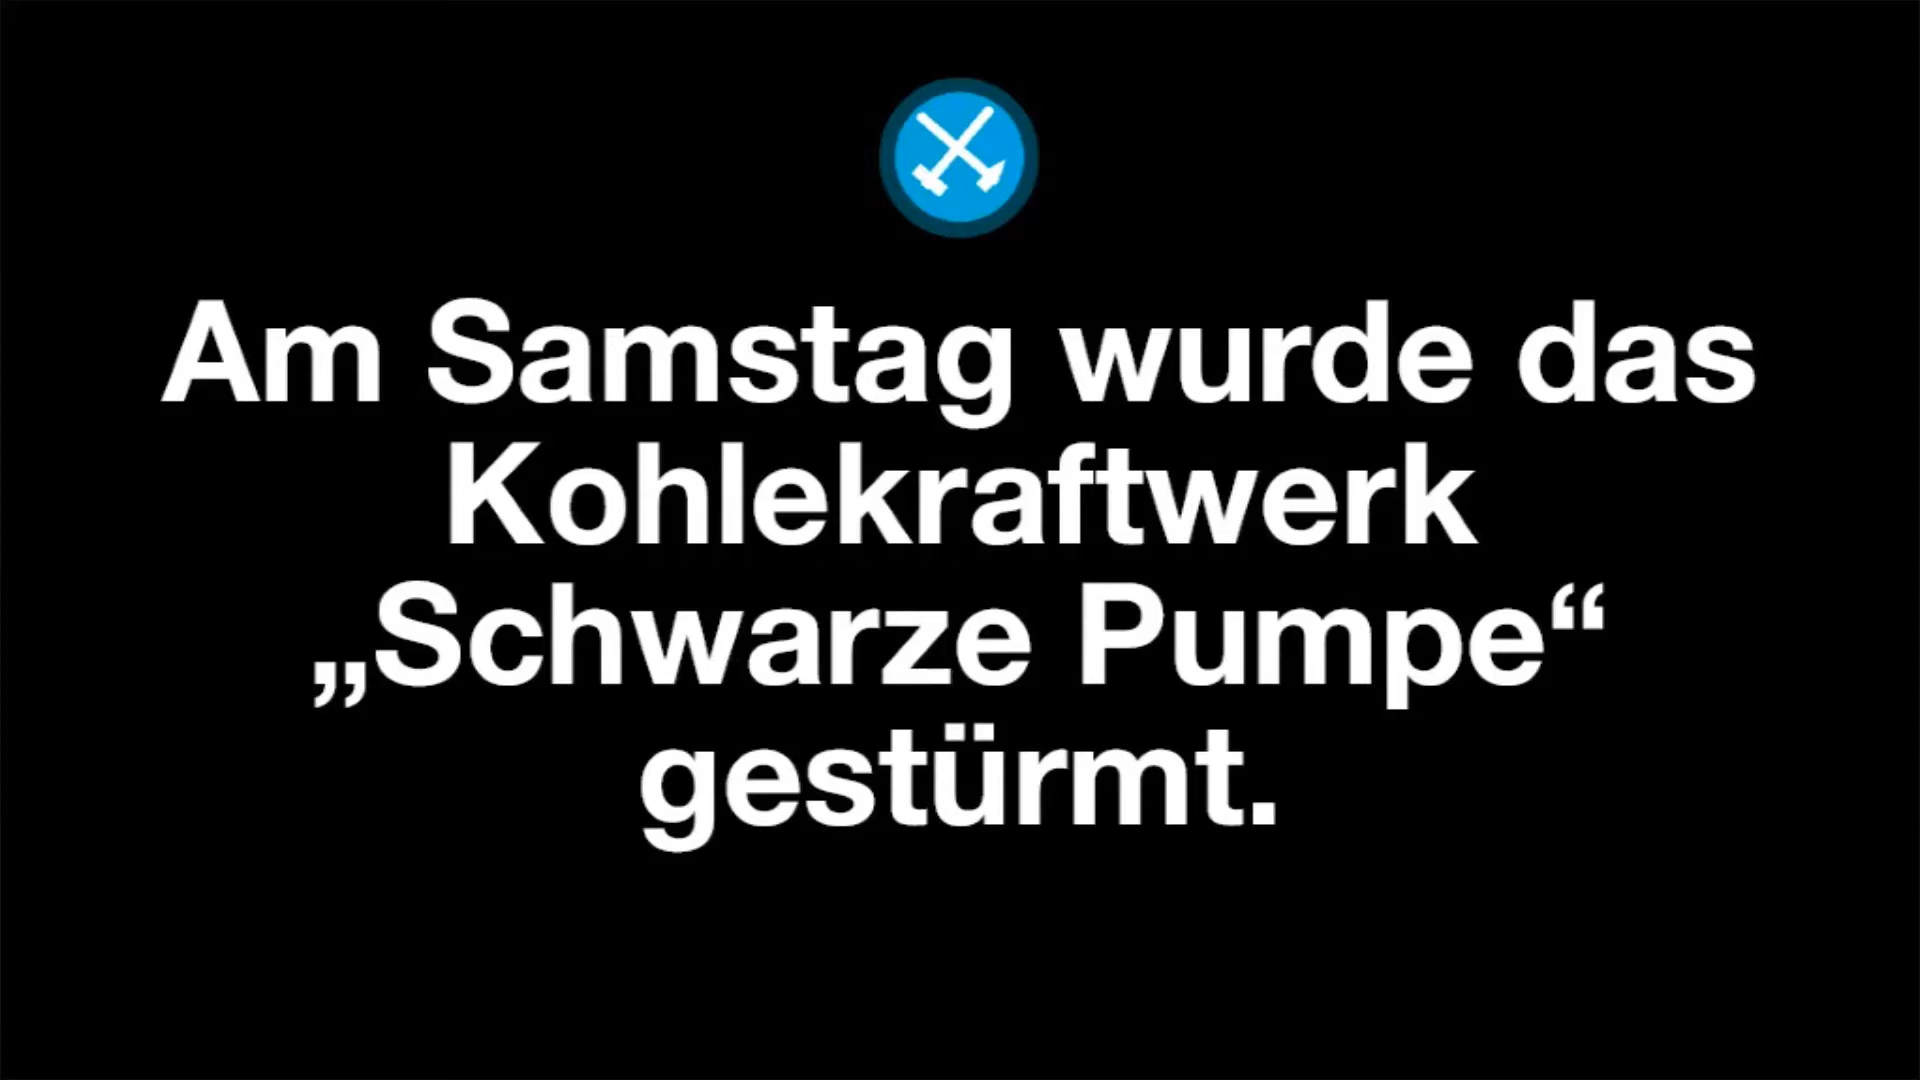 Am Samstag wurde das
Kohlekraftwerk
„Schwarze Pumpe“
gestürmt.